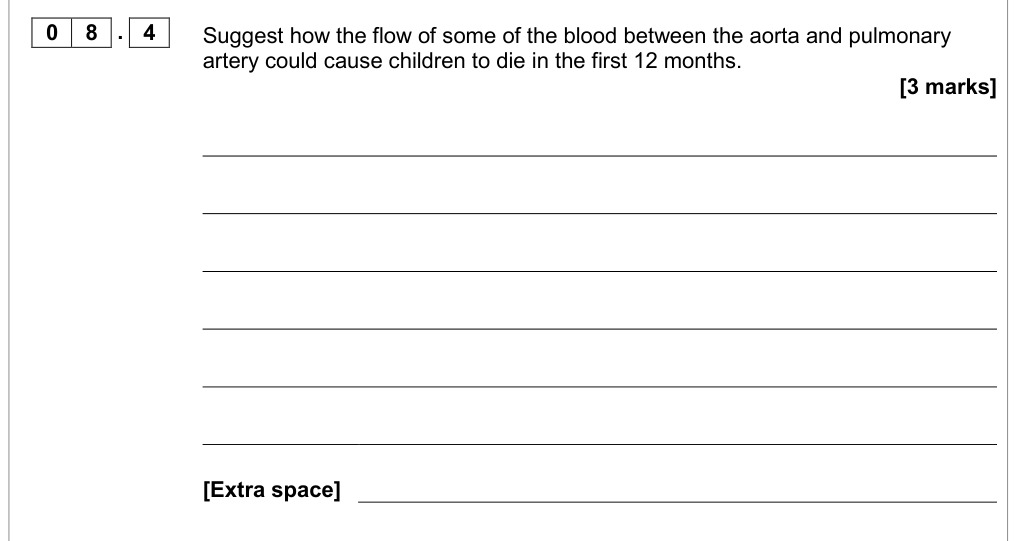 0 8 . 4 Suggest how the flow of some of the blood between the aorta and pulmonary
artery could cause children to die in the first 12 months.
[3 marks]
[Extra space]